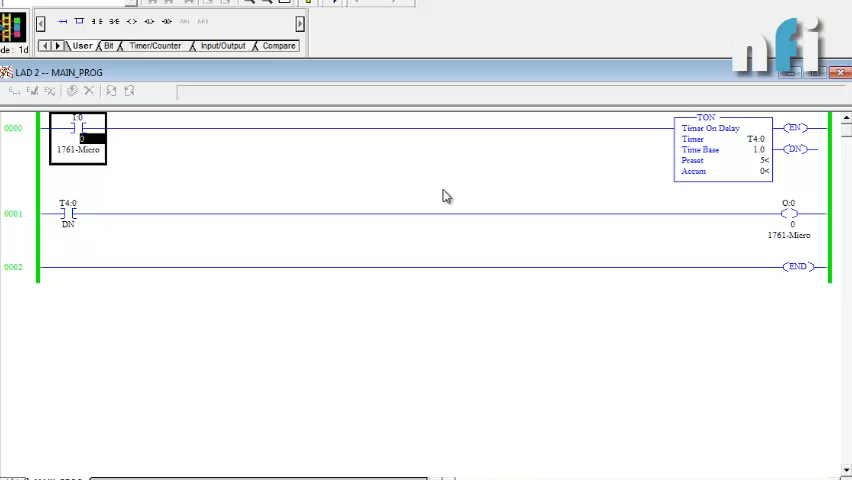 nfi
de: 1d
User Bit Timer/Counter Input/Output Compare
LAD 2 -- MAIN_PROG
0000
I:0
0
1761-Micro
TON
Timer On Delay
Timer T4:0
Time Base 1.0
Preset 5<
Accum 0<
EN
DN
0001
T4:0
DN
O:0
0
1761-Micro
0002
END